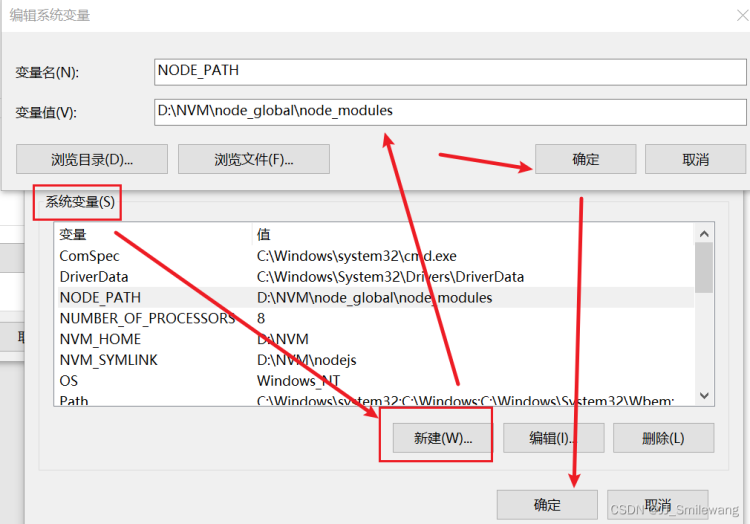 编辑系统变量
变量名(N):
NODE_PATH
变量值(V):
D:\NVM\node_global\node_modules
浏览目录(D)...
浏览文件(F)...
确定
取消
系统变量(S)
变量 值
ComSpec C:\Windows\system32\cmd.exe
DriverData C:\Windows\System32\Drivers\DriverData
NODE_PATH D:\NVM\node_global\node_modules
NUMBER_OF_PROCESSORS 8
NVM_HOME D:\NVM
NVM_SYMLINK D:\NVM\nodejs
OS Windows_NT
Path C:\Windows\system32;C:\Windows;C:\Windows\System32\Wbem;
新建(W)...
编辑(I)...
删除(L)
确定
取消